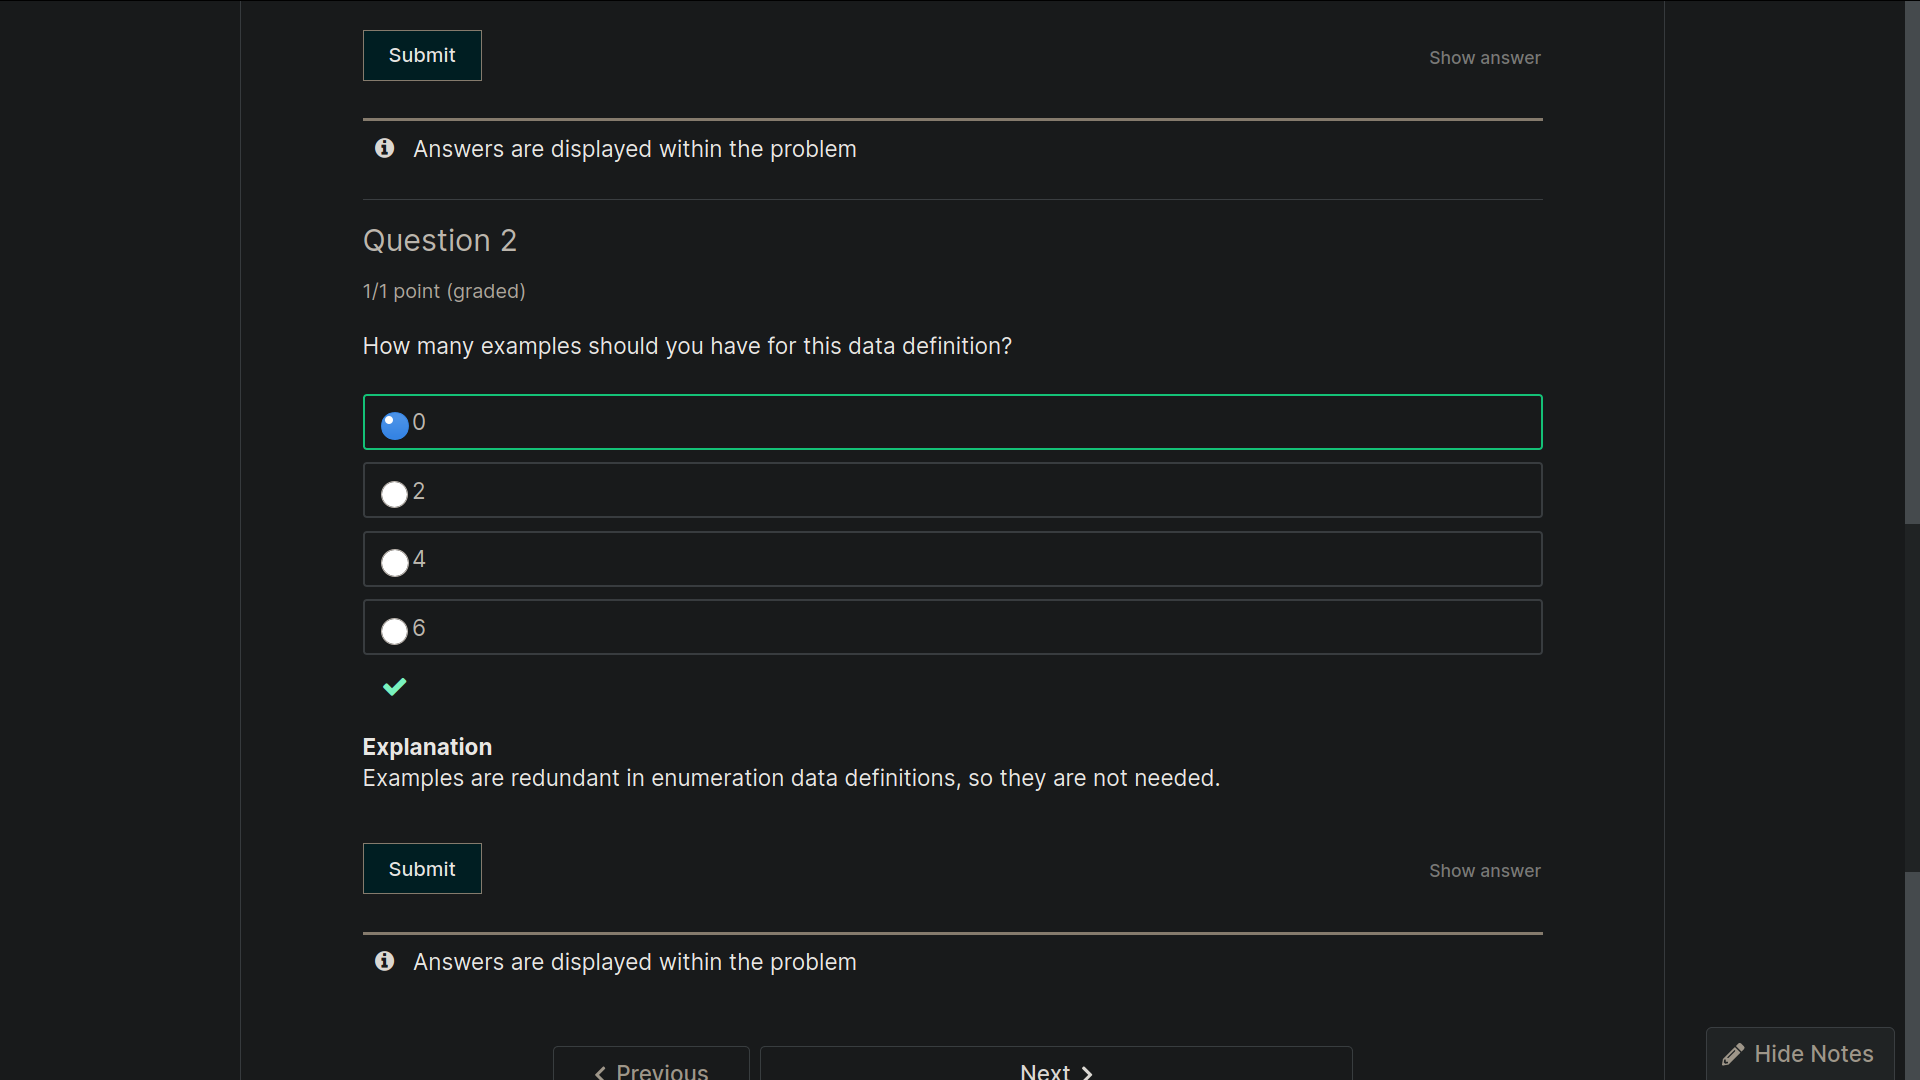 Submit
Show answer
Answers are displayed within the problem
Question 2
1/1 point (graded)
How many examples should you have for this data definition?
0
2
4
6
Explanation
Examples are redundant in enumeration data definitions, so they are not needed.
Submit
Show answer
Answers are displayed within the problem
Previous
Next
Hide Notes